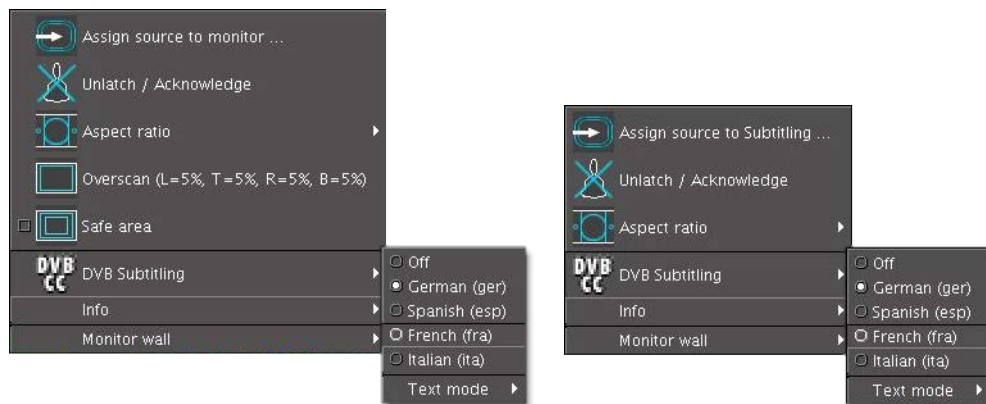 Assign source to monitor ...
Unlatch / Acknowledge
Aspect ratio
Overscan (L=5%, T=5%, R=5%, B=5%)
Safe area
DVB CC DVB Subtitling
Info
Monitor wall
Off
German (ger)
Spanish (esp)
French (fra)
Italian (ita)
Text mode
Assign source to Subtitling ...
Unlatch / Acknowledge
Aspect ratio
DVB CC DVB Subtitling
Info
Monitor wall
Off
German (ger)
Spanish (esp)
French (fra)
Italian (ita)
Text mode